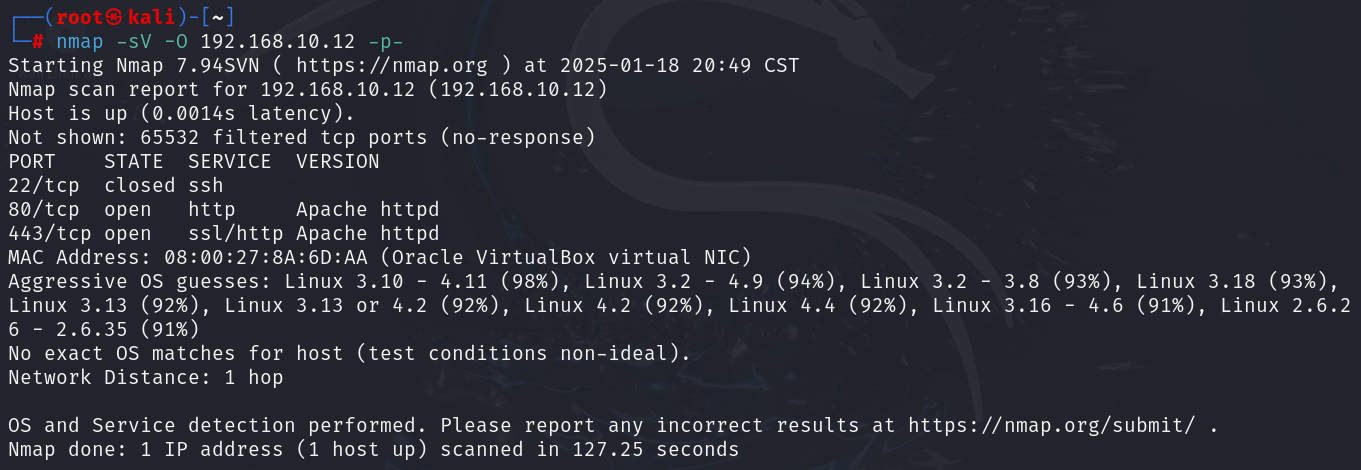 ┌──(root㉿kali)-[~]
└─# nmap -sV -O 192.168.10.12 -p-
Starting Nmap 7.94SVN ( https://nmap.org ) at 2025-01-18 20:49 CST
Nmap scan report for 192.168.10.12 (192.168.10.12)
Host is up (0.0014s latency).
Not shown: 65532 filtered tcp ports (no-response)
PORT    STATE  SERVICE  VERSION
22/tcp  closed ssh
80/tcp  open   http     Apache httpd
443/tcp open   ssl/http Apache httpd
MAC Address: 08:00:27:8A:6D:AA (Oracle VirtualBox virtual NIC)
Aggressive OS guesses: Linux 3.10 - 4.11 (98%), Linux 3.2 - 4.9 (94%), Linux 3.2 - 3.8 (93%), Linux 3.18 (93%),
Linux 3.13 (92%), Linux 3.13 or 4.2 (92%), Linux 4.2 (92%), Linux 4.4 (92%), Linux 3.16 - 4.6 (91%), Linux 2.6.2
6 - 2.6.35 (91%)
No exact OS matches for host (test conditions non-ideal).
Network Distance: 1 hop

OS and Service detection performed. Please report any incorrect results at https://nmap.org/submit/ .
Nmap done: 1 IP address (1 host up) scanned in 127.25 seconds